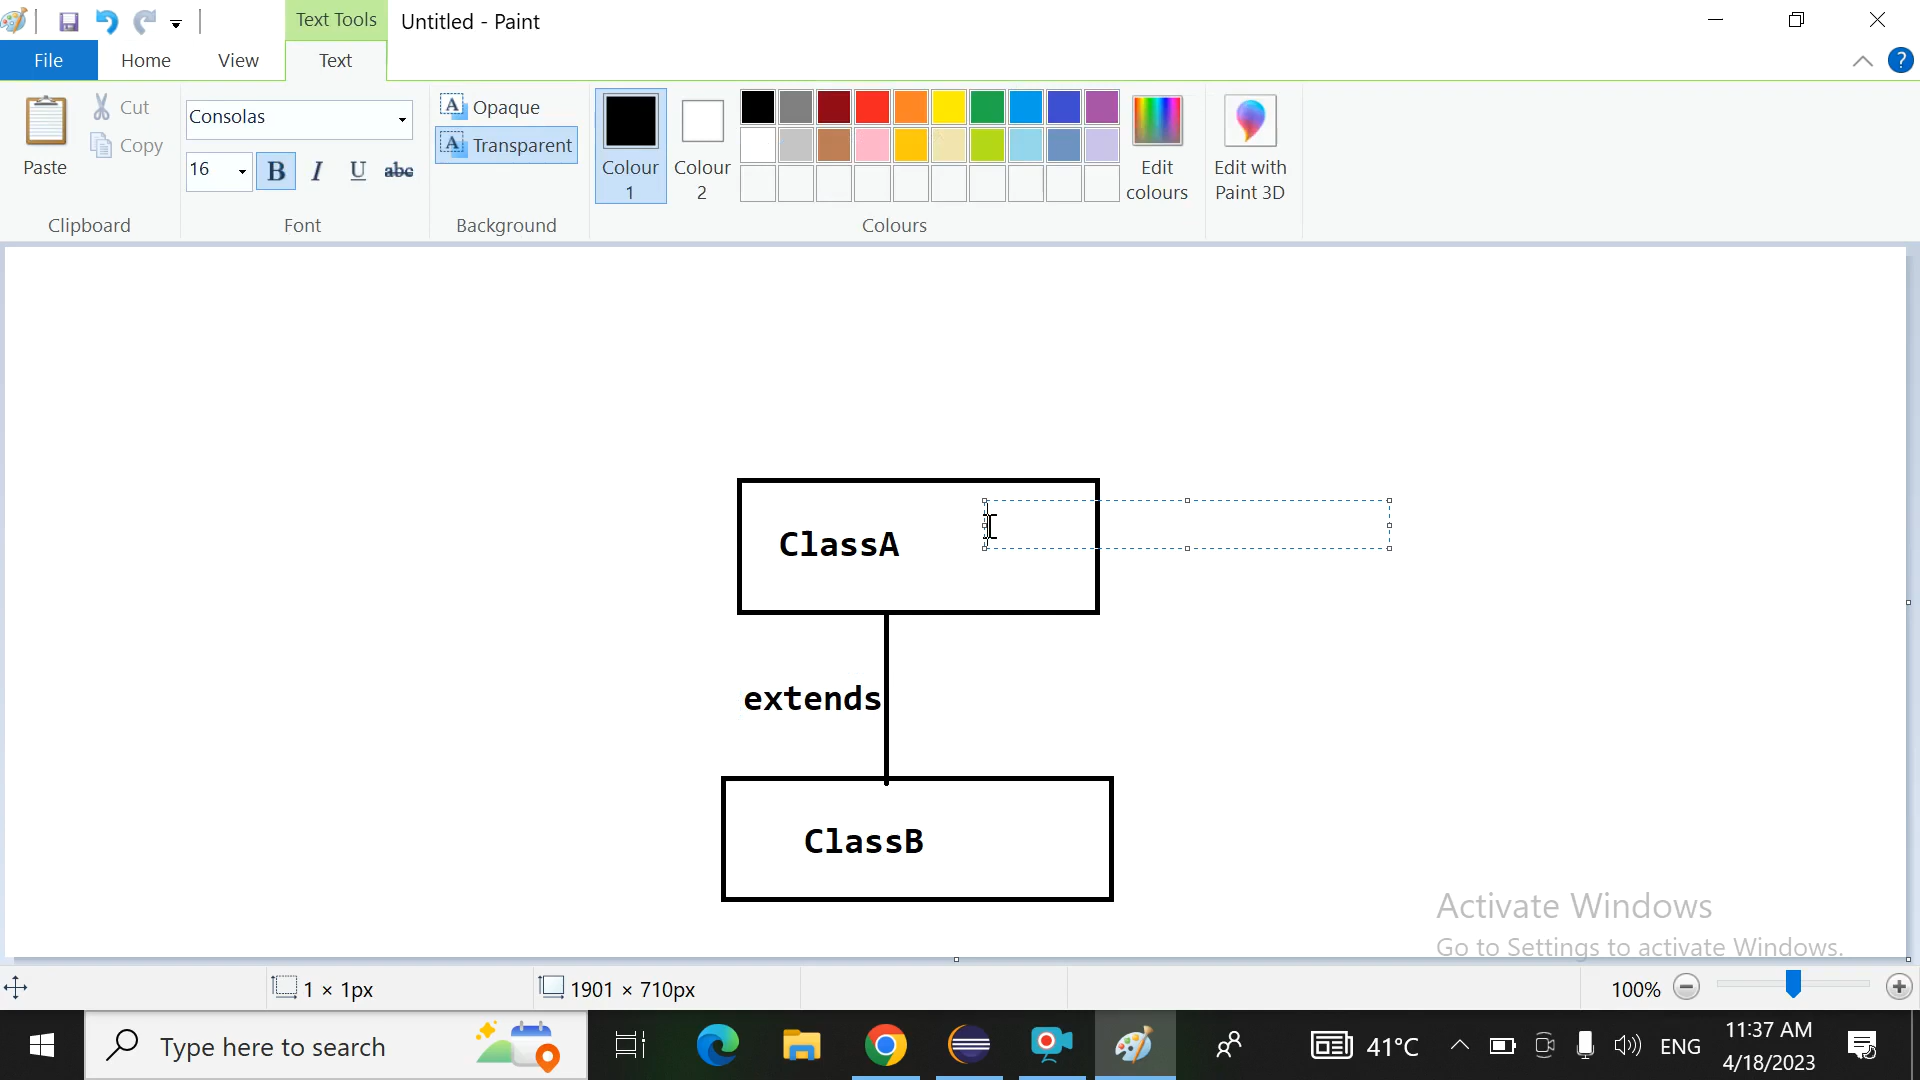 Text Tools
Untitled - Paint
File
Home
View
Text
?
Paste
Cut
Copy
Clipboard
Consolas
16
B I U abc
Font
A Opaque
A Transparent
Background
Colour 1
Colour 2
Edit colours
Colours
Edit with Paint 3D
ClassA
extends
ClassB
Activate Windows
Go to Settings to activate Windows.
1 × 1px
1901 × 710px
100%
Type here to search
41°C
ENG
11:37 AM
4/18/2023